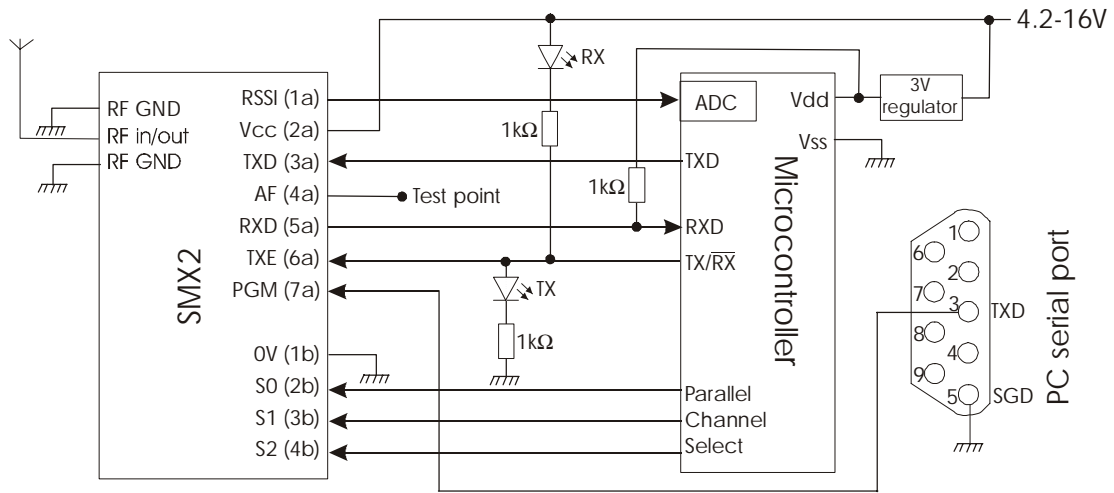 4.2-16V
RX
1kΩ
3V
regulator
RF GND
RF in/out
RF GND
RSSI (1a)
Vcc (2a)
TXD (3a)
AF (4a)
RXD (5a)
TXE (6a)
PGM (7a)
0V (1b)
S0 (2b)
S1 (3b)
S2 (4b)
SMX2
Test point
1kΩ
TX
1kΩ
ADC
Vdd
Vss
TXD
RXD
TX/R̅X̅
Parallel
Channel
Select
Microcontroller
1
6
2
7
3
TXD
8
4
9
5
SGD
PC serial port